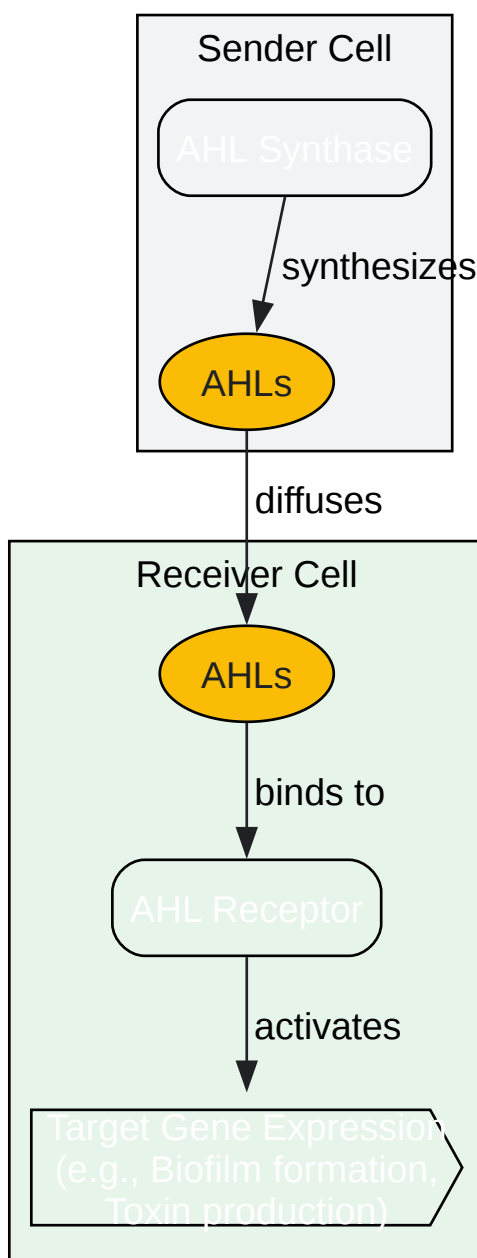 Sender Cell
AHL Synthase
synthesizes
AHLs
diffuses
Receiver Cell
AHLs
binds to
AHL Receptor
activates
Target Gene Expression
(e.g., Biofilm formation,
Toxin production)